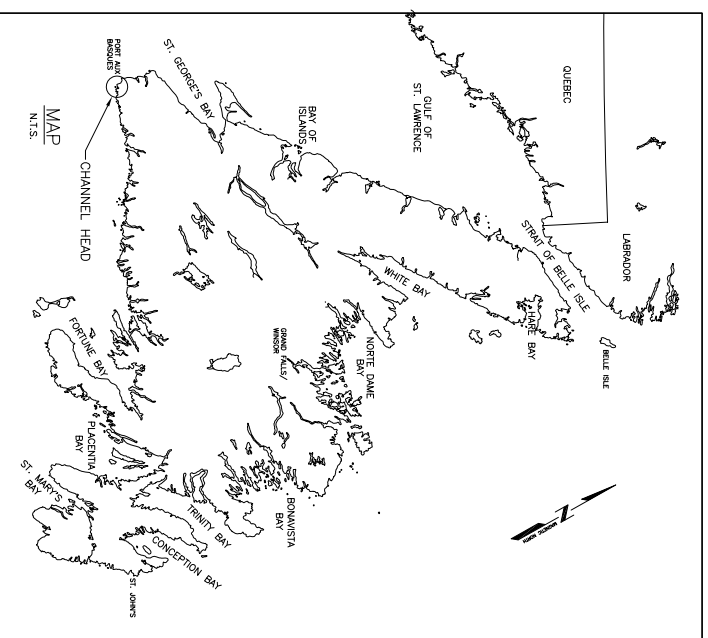 QUEBEC
LABRADOR
GULF OF
ST. LAWRENCE
STRAIT OF BELLE ISLE
BELLE ISLE
HARE BAY
WHITE BAY
BAY OF
ISLANDS
ST. GEORGE'S BAY
PORT AUX
BASQUES
CHANNEL HEAD
MAP
N.T.S.
NORTE DAME
BAY
GRAND FALLS/
WINSOR
BONAVISTA
BAY
TRINITY BAY
CONCEPTION BAY
ST. JOHN'S
FORTUNE BAY
PLACENTIA
BAY
ST. MARY'S
BAY
N
MAGNETIC NORTH